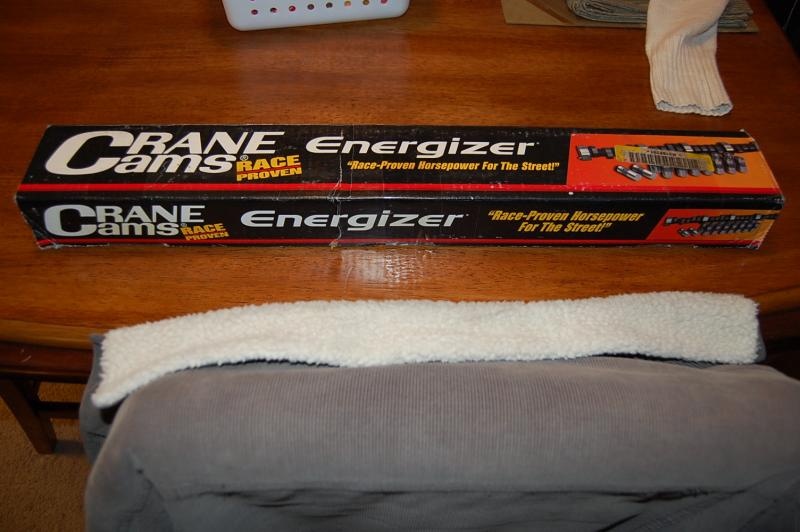 CRANE Energizer
Cams® RACE PROVEN
"Race-Proven Horsepower For The Street!"
CRANE Energizer
Cams RACE PROVEN
"Race-Proven Horsepower
For The Street!"